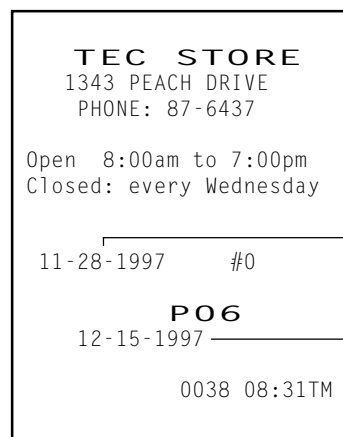 TEC STORE
1343 PEACH DRIVE
PHONE: 87-6437
Open 8:00am to 7:00pm
Closed: every Wednesday
11-28-1997 #0
P06
12-15-1997
0038 08:31TM